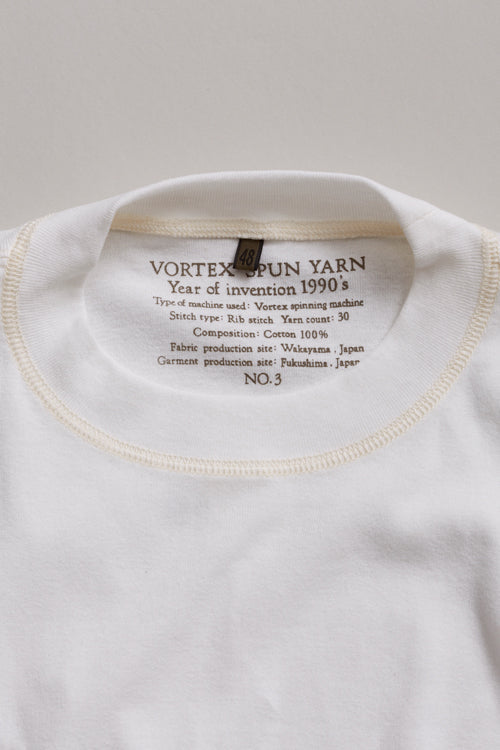 48
VORTEX SPUN YARN
Year of invention 1990's
Type of machine used: Vortex spinning machine
Stitch type: Rib stitch Yarn count: 30
Composition: Cotton 100%
Fabric production site: Wakayama, Japan
Garment production site: Fukushima, Japan
NO.3